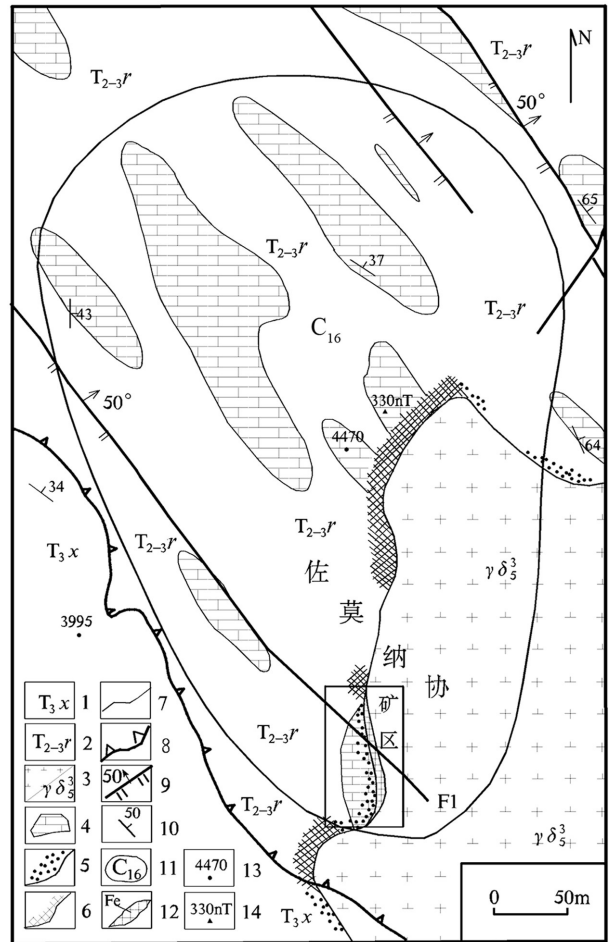 T₂₋₃r
T₂₋₃r
N
50°
65
T₂₋₃r
37
T₂₋₃r
43
C₁₆
330nT
50°
4470
64
34
T₂₋₃r
T₂₋₃r
T₃x
γδ₅³
佐莫纳协矿区
3995
T₂₋₃r
T₂₋₃r
F1
γδ₅³
T₃x
T₃x 1
7
T₂₋₃r 2
8
γδ₅³ 3
50° 9
4
50 10
5
C₁₆ 11
4470 13
6
Fe 12
330nT 14
0 50m